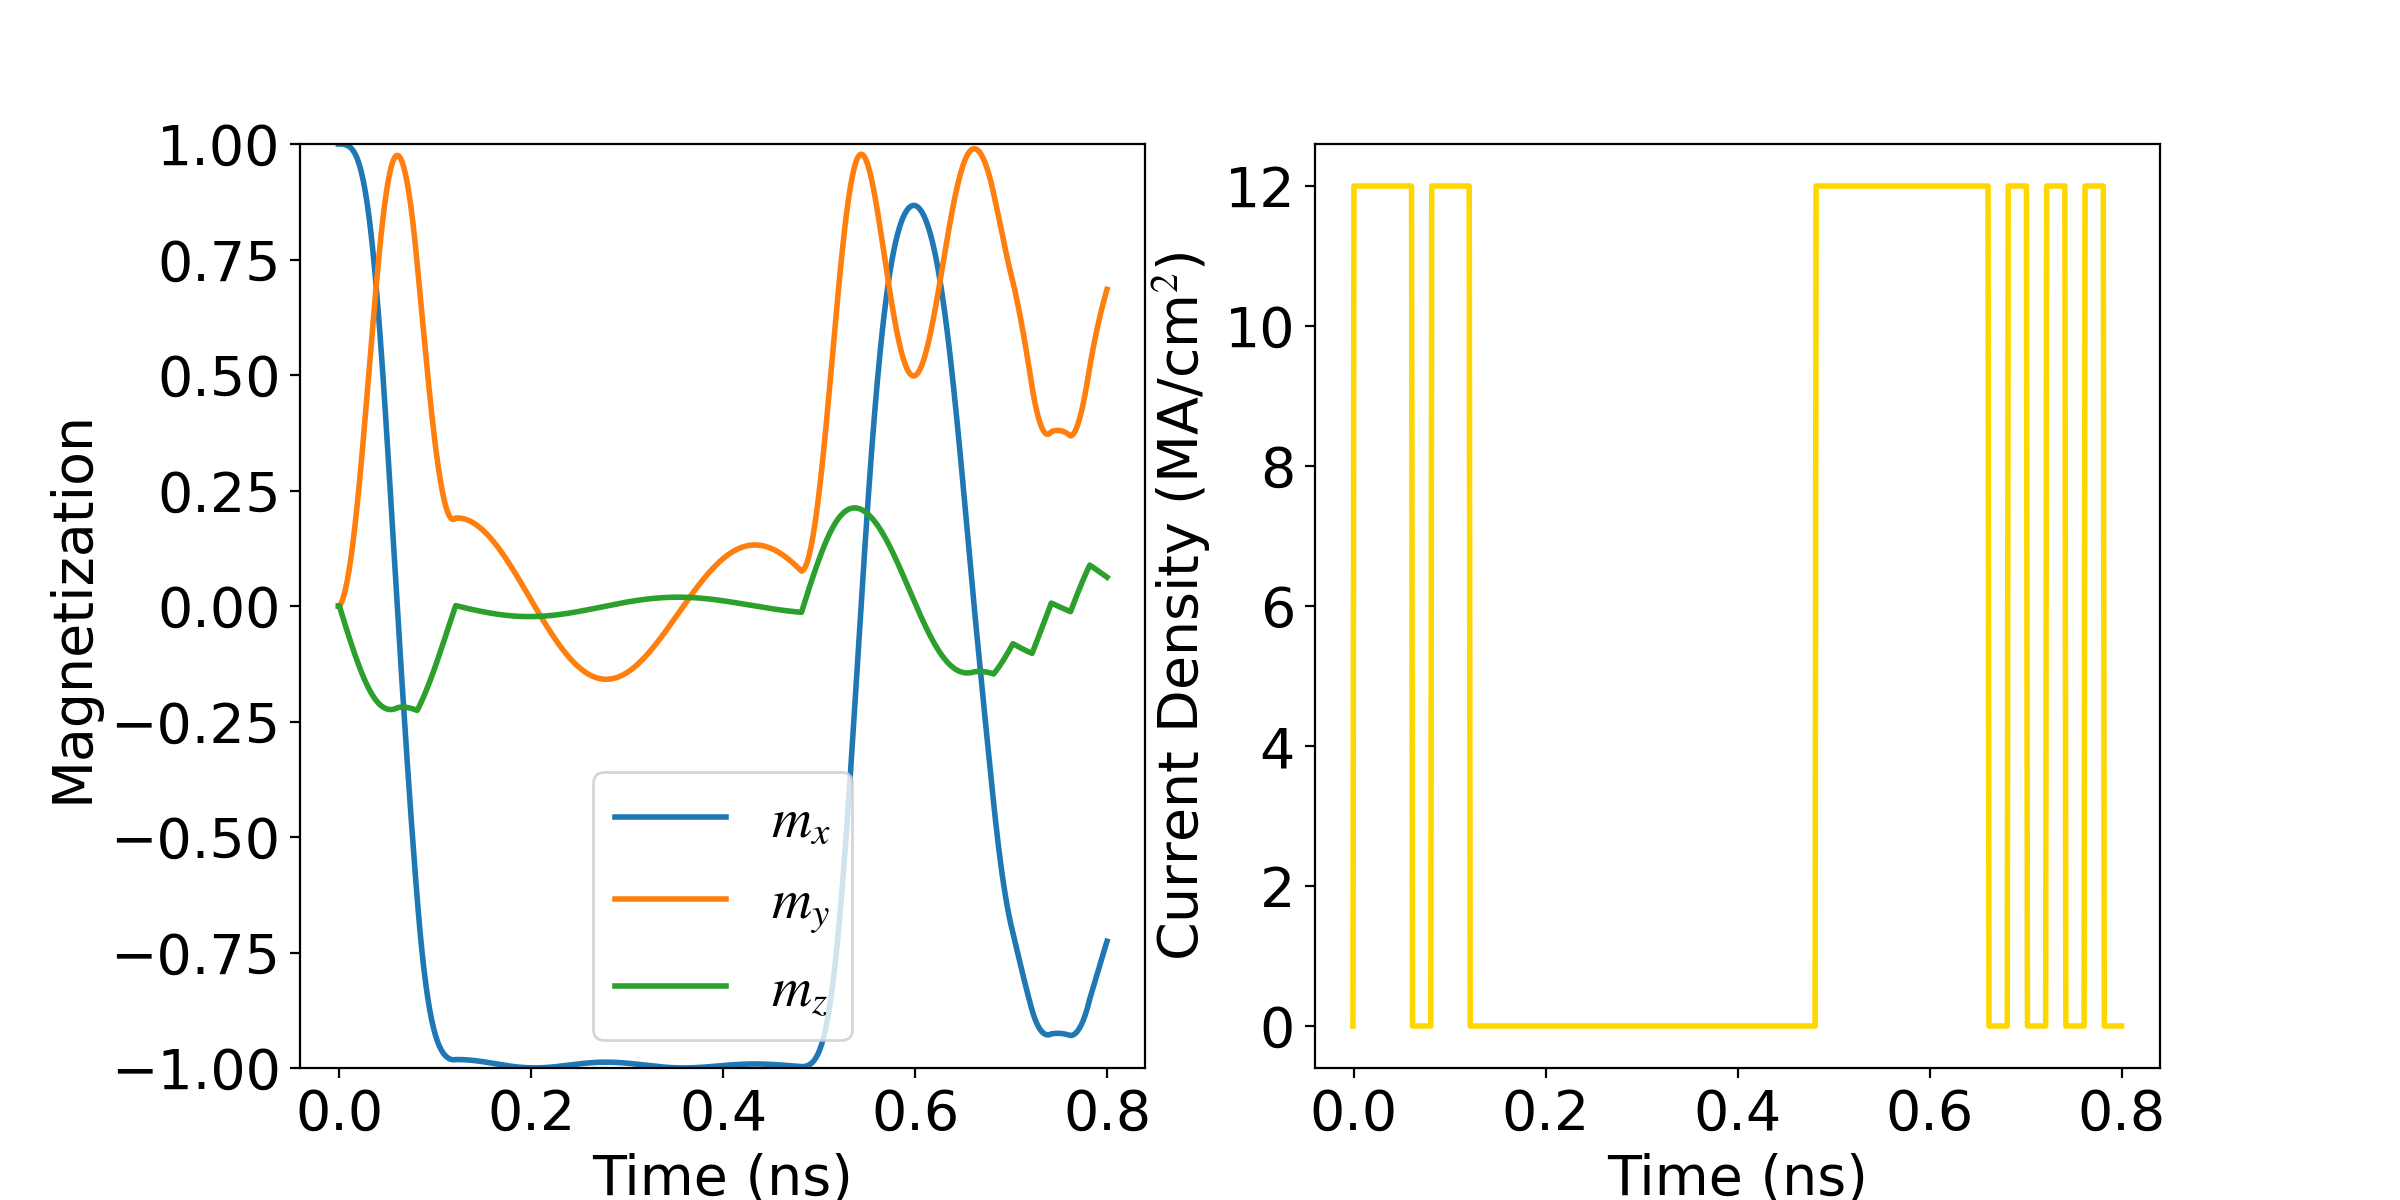 1.00
0.75
0.50
0.25
0.00
−0.25
−0.50
−0.75
−1.00
Magnetization
0.0 0.2 0.4 0.6 0.8
Time (ns)
m_x
m_y
m_z
12
10
8
6
4
2
0
Current Density (MA/cm²)
0.0 0.2 0.4 0.6 0.8
Time (ns)